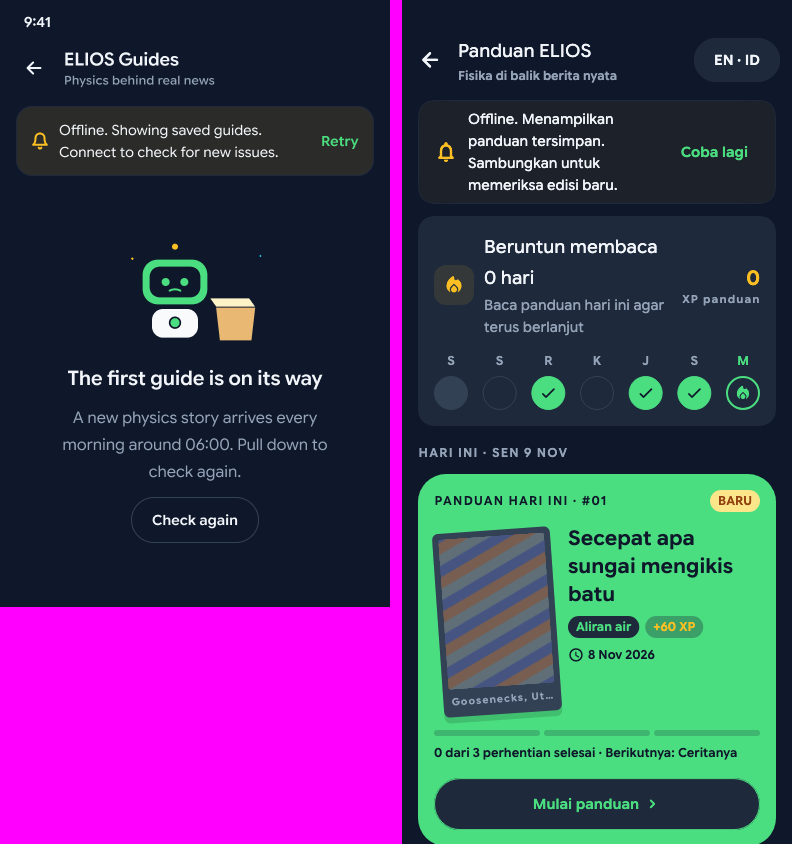 9:41
ELIOS Guides
Physics behind real news
Offline. Showing saved guides.
Connect to check for new issues.
Retry
The first guide is on its way
A new physics story arrives every
morning around 06:00. Pull down to
check again.
Check again
Panduan ELIOS
Fisika di balik berita nyata
EN · ID
Offline. Menampilkan
panduan tersimpan.
Sambungkan untuk
memeriksa edisi baru.
Coba lagi
Beruntun membaca
0 hari
Baca panduan hari ini agar
terus berlanjut
0
XP panduan
S S R K J S M
HARI INI · SEN 9 NOV
PANDUAN HARI INI · #01
BARU
Secepat apa
sungai mengikis
batu
Aliran air
+60 XP
8 Nov 2026
Goosenecks, Ut…
0 dari 3 perhentian selesai · Berikutnya: Ceritanya
Mulai panduan